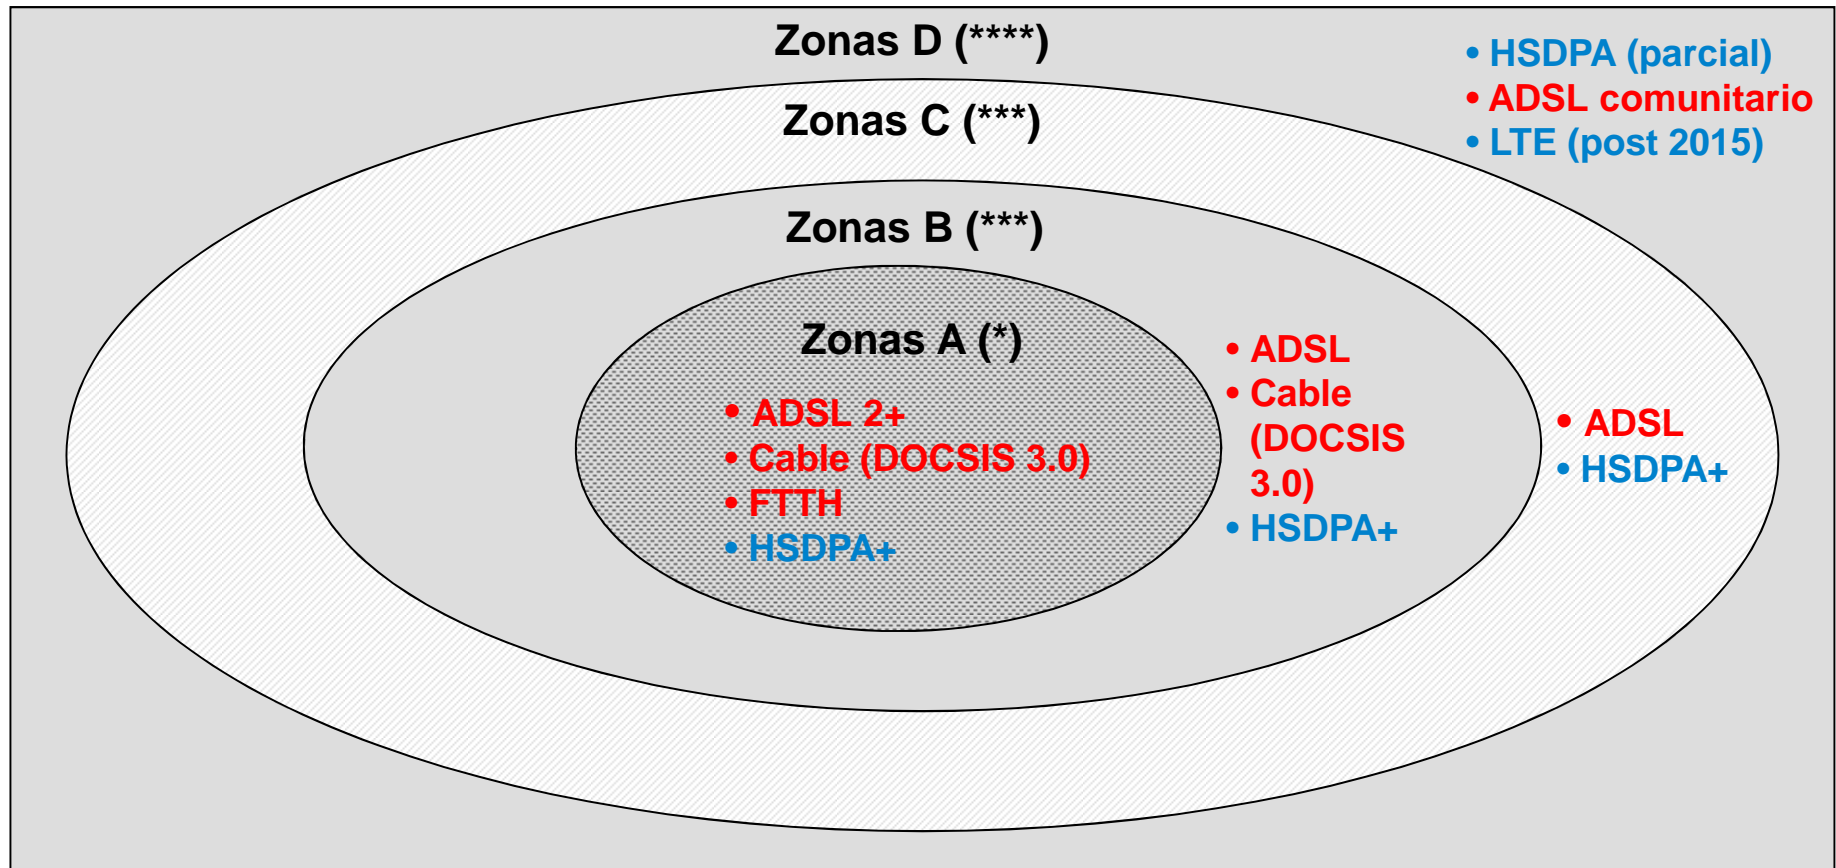 Zonas D (****)
• HSDPA (parcial)
• ADSL comunitario
• LTE (post 2015)
Zonas C (***)
Zonas B (***)
Zonas A (*)
• ADSL 2+
• Cable (DOCSIS 3.0)
• FTTH
• HSDPA+
• ADSL
• Cable
(DOCSIS
3.0)
• HSDPA+
• ADSL
• HSDPA+